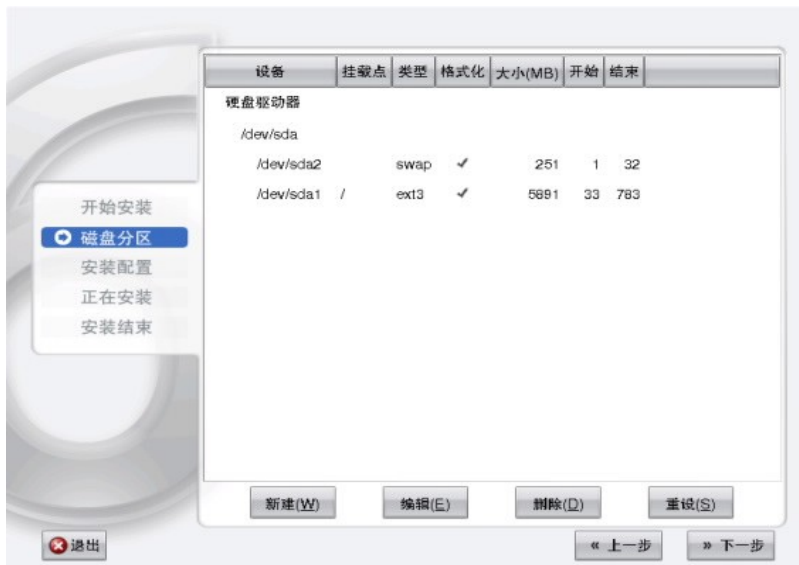 设备 挂载点 类型 格式化 大小(MB) 开始 结束
硬盘驱动器
/dev/sda
/dev/sda2 swap ✔ 251 1 32
/dev/sda1 / ext3 ✔ 5891 33 783
开始安装
磁盘分区
安装配置
正在安装
安装结束
新建(W) 编辑(E) 删除(D) 重设(S)
退出 « 上一步 » 下一步